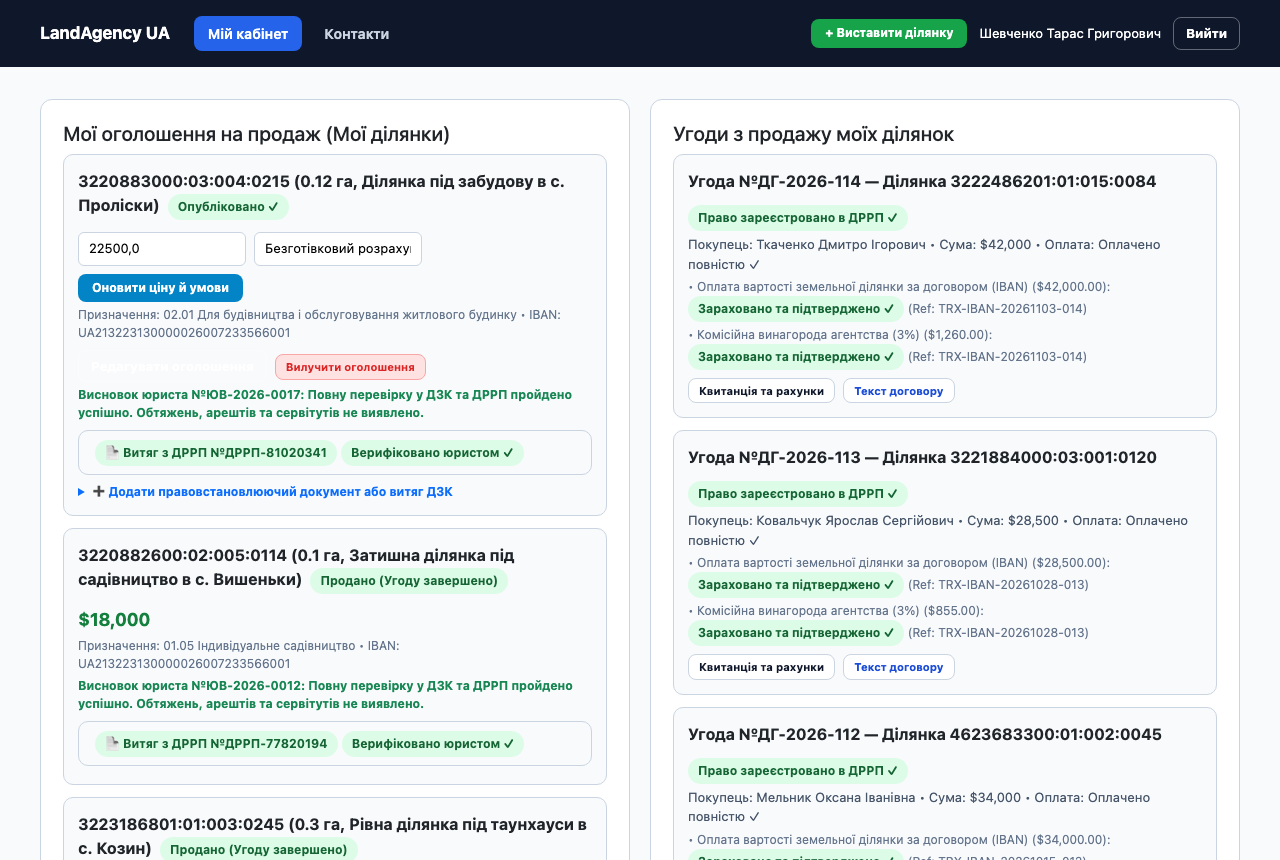 LandAgency UA
Мій кабінет
Контакти
+ Виставити ділянку
Шевченко Тарас Григорович
Вийти
Мої оголошення на продаж (Мої ділянки)
3220883000:03:004:0215 (0.12 га, Ділянка під забудову в с.
Проліски) Опубліковано ✓
22500,0
Безготівковий розраху
Оновити ціну й умови
Призначення: 02.01 Для будівництва і обслуговування житлового будинку • IBAN:
UA213223130000026007233566001
Редагувати оголошення
Вилучити оголошення
Висновок юриста №ЮВ-2026-0017: Повну перевірку у ДЗК та ДРРП пройдено
успішно. Обтяжень, арештів та сервітутів не виявлено.
Витяг з ДРРП №ДРРП-81020341 Верифіковано юристом ✓
▶ ➕ Додати правовстановлюючий документ або витяг ДЗК
3220882600:02:005:0114 (0.1 га, Затишна ділянка під
садівництво в с. Вишеньки) Продано (Угоду завершено)
$18,000
Призначення: 01.05 Індивідуальне садівництво • IBAN:
UA213223130000026007233566001
Висновок юриста №ЮВ-2026-0012: Повну перевірку у ДЗК та ДРРП пройдено
успішно. Обтяжень, арештів та сервітутів не виявлено.
Витяг з ДРРП №ДРРП-77820194 Верифіковано юристом ✓
3223186801:01:003:0245 (0.3 га, Рівна ділянка під таунхауси в
с. Козин) Продано (Угоду завершено)
Угоди з продажу моїх ділянок
Угода №ДГ-2026-114 — Ділянка 3222486201:01:015:0084
Право зареєстровано в ДРРП ✓
Покупець: Ткаченко Дмитро Ігорович • Сума: $42,000 • Оплата: Оплачено
повністю ✓
• Оплата вартості земельної ділянки за договором (IBAN) ($42,000.00):
Зараховано та підтверджено ✓ (Ref: TRX-IBAN-20261103-014)
• Комісійна винагорода агентства (3%) ($1,260.00):
Зараховано та підтверджено ✓ (Ref: TRX-IBAN-20261103-014)
Квитанція та рахунки
Текст договору
Угода №ДГ-2026-113 — Ділянка 3221884000:03:001:0120
Право зареєстровано в ДРРП ✓
Покупець: Ковальчук Ярослав Сергійович • Сума: $28,500 • Оплата: Оплачено
повністю ✓
• Оплата вартості земельної ділянки за договором (IBAN) ($28,500.00):
Зараховано та підтверджено ✓ (Ref: TRX-IBAN-20261028-013)
• Комісійна винагорода агентства (3%) ($855.00):
Зараховано та підтверджено ✓ (Ref: TRX-IBAN-20261028-013)
Квитанція та рахунки
Текст договору
Угода №ДГ-2026-112 — Ділянка 4623683300:01:002:0045
Право зареєстровано в ДРРП ✓
Покупець: Мельник Оксана Іванівна • Сума: $34,000 • Оплата: Оплачено
повністю ✓
• Оплата вартості земельної ділянки за договором (IBAN) ($34,000.00):